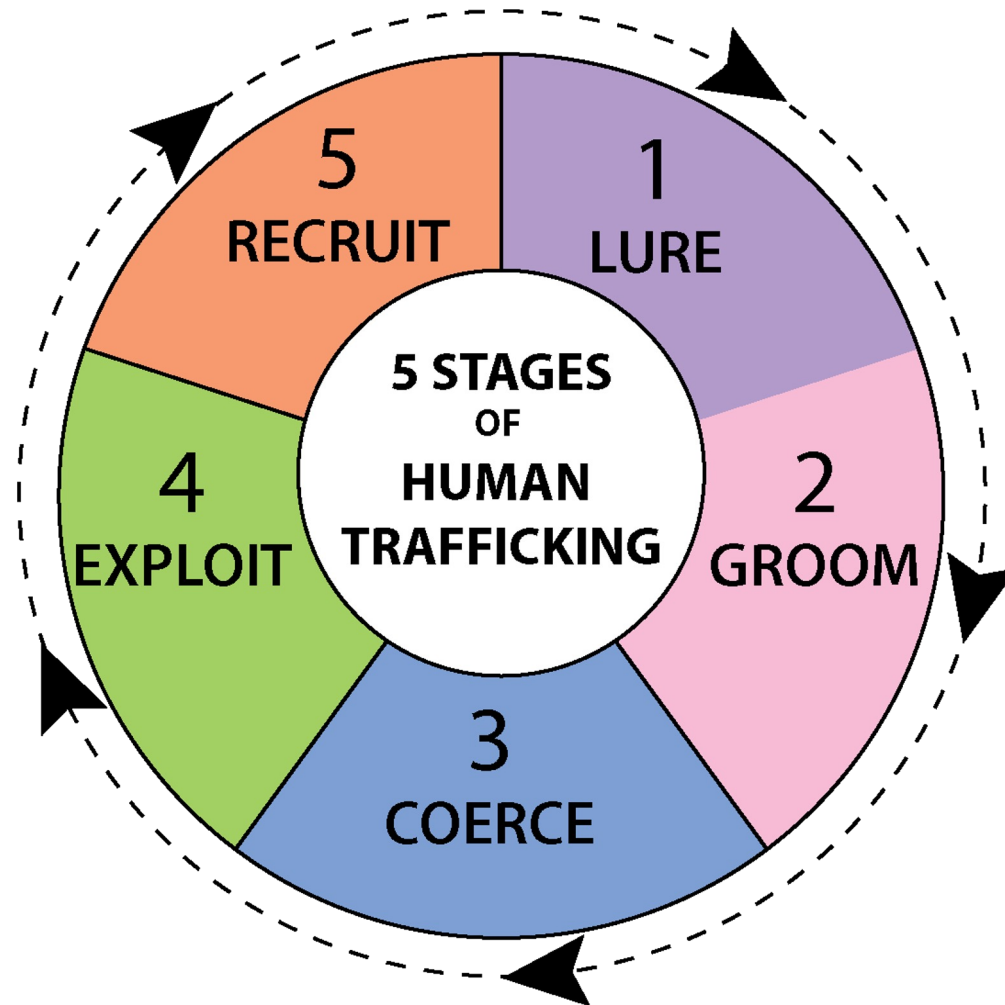 5 STAGES
OF
HUMAN
TRAFFICKING
1
LURE
2
GROOM
3
COERCE
4
EXPLOIT
5
RECRUIT